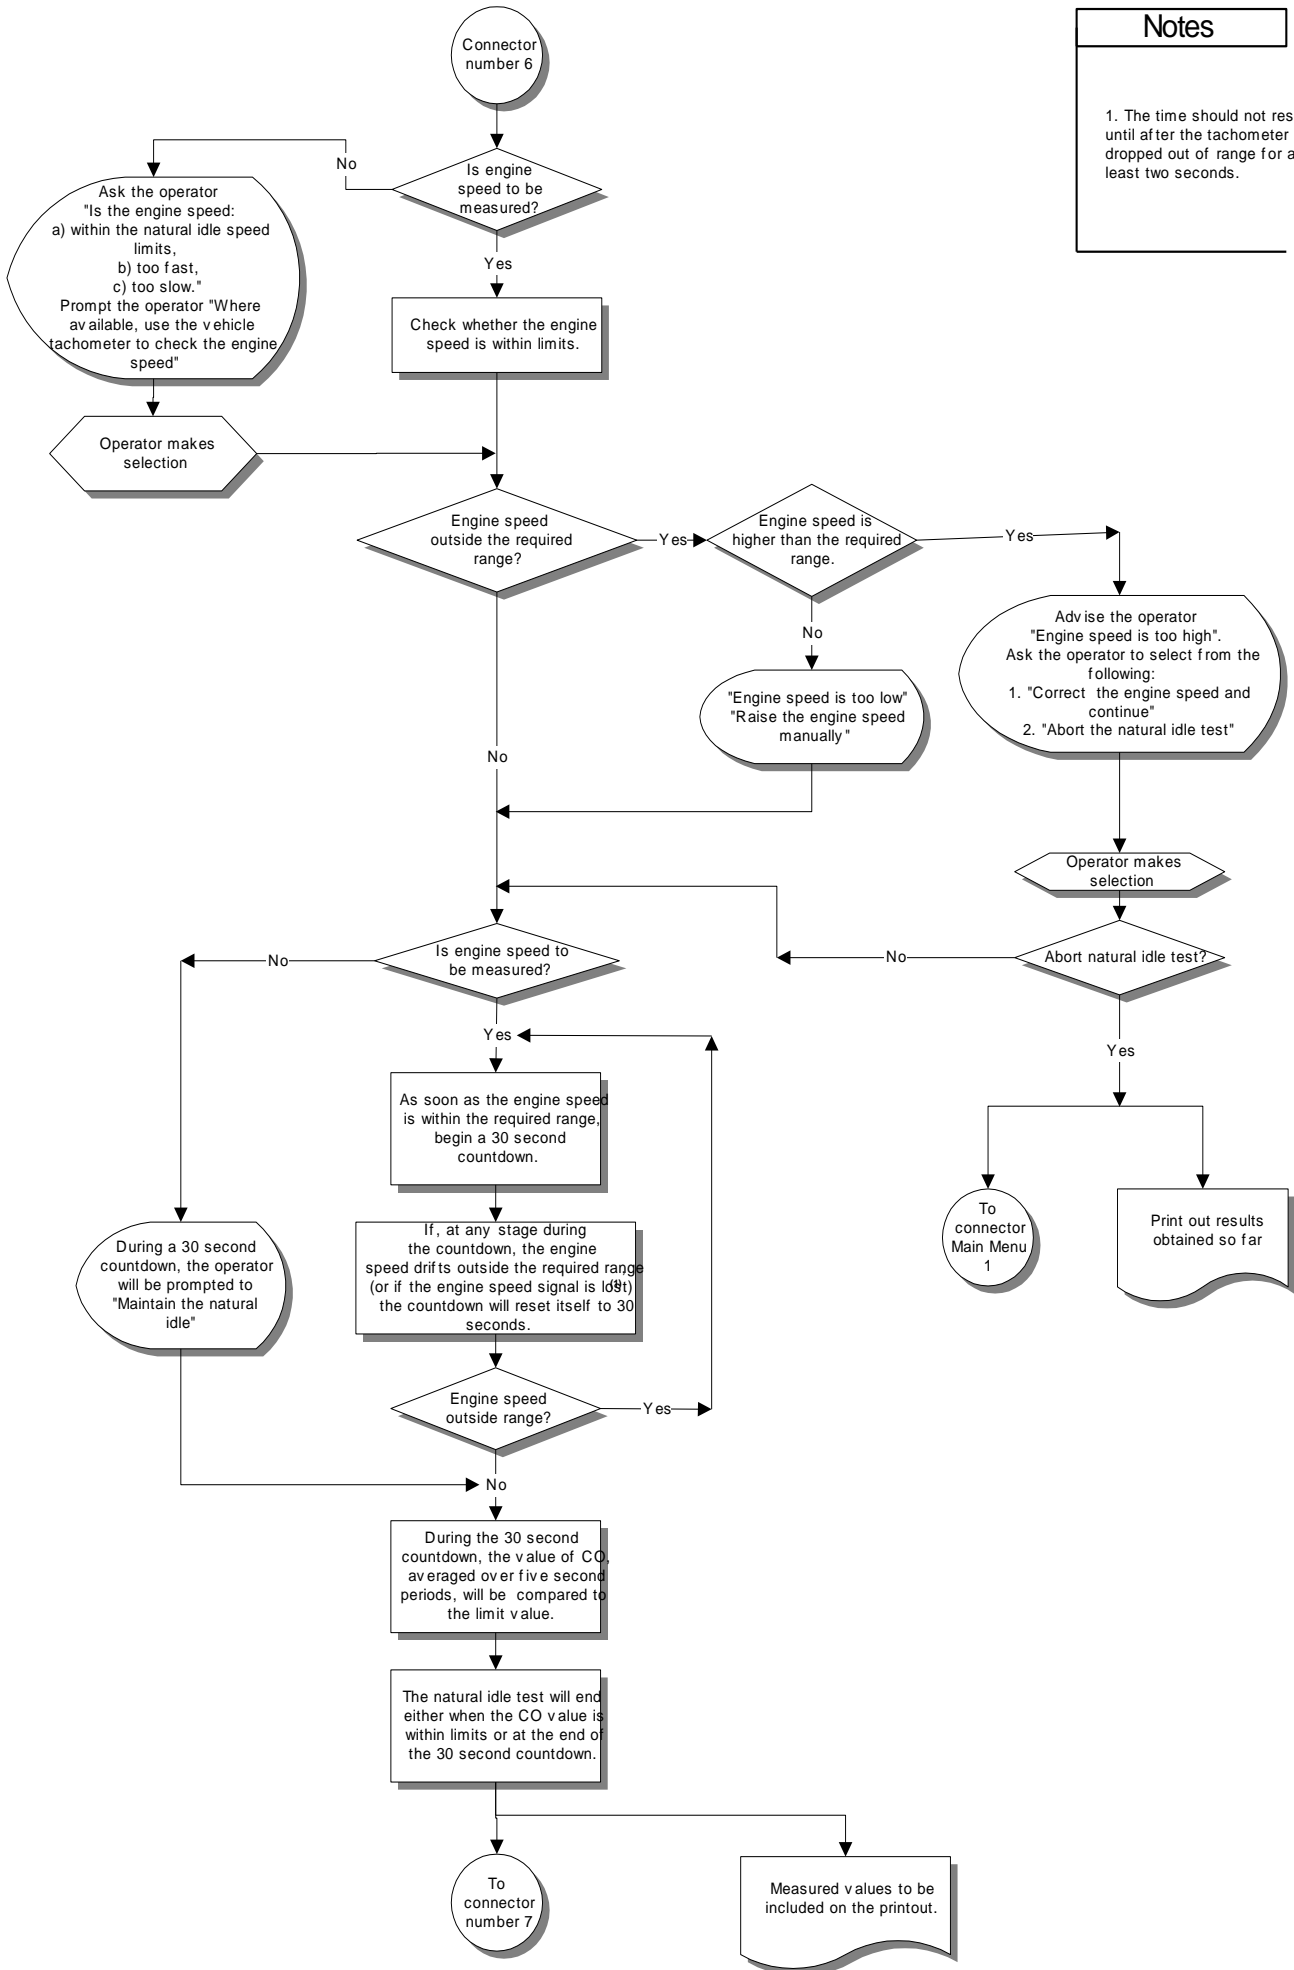 Connector
number 6
Notes
1. The time should not res
until after the tachometer
dropped out of range for a
least two seconds.
No
Is engine
speed to be
measured?
Ask the operator
"Is the engine speed:
a) within the natural idle speed
limits,
b) too fast,
c) too slow."
Prompt the operator "Where
available, use the vehicle
tachometer to check the engine
speed"
Yes
Check whether the engine
speed is within limits.
Operator makes
selection
Engine speed
outside the required
range?
Yes
Engine speed is
higher than the required
range.
Yes
No
Advise the operator
"Engine speed is too high".
Ask the operator to select from the
following:
1. "Correct the engine speed and
continue"
2. "Abort the natural idle test"
"Engine speed is too low"
"Raise the engine speed
manually"
No
Operator makes
selection
Abort natural idle test?
No
Is engine speed to
be measured?
No
Yes
Yes
As soon as the engine speed
is within the required range,
begin a 30 second
countdown.
To
connector
Main Menu
1
Print out results
obtained so far
During a 30 second
countdown, the operator
will be prompted to
"Maintain the natural
idle"
If, at any stage during
the countdown, the engine
speed drifts outside the required range
(or if the engine speed signal is lost)(1),
the countdown will reset itself to 30
seconds.
Engine speed
outside range?
Yes
No
During the 30 second
countdown, the value of CO,
averaged over five second
periods, will be compared to
the limit value.
The natural idle test will end
either when the CO value is
within limits or at the end of
the 30 second countdown.
To
connector
number 7
Measured values to be
included on the printout.